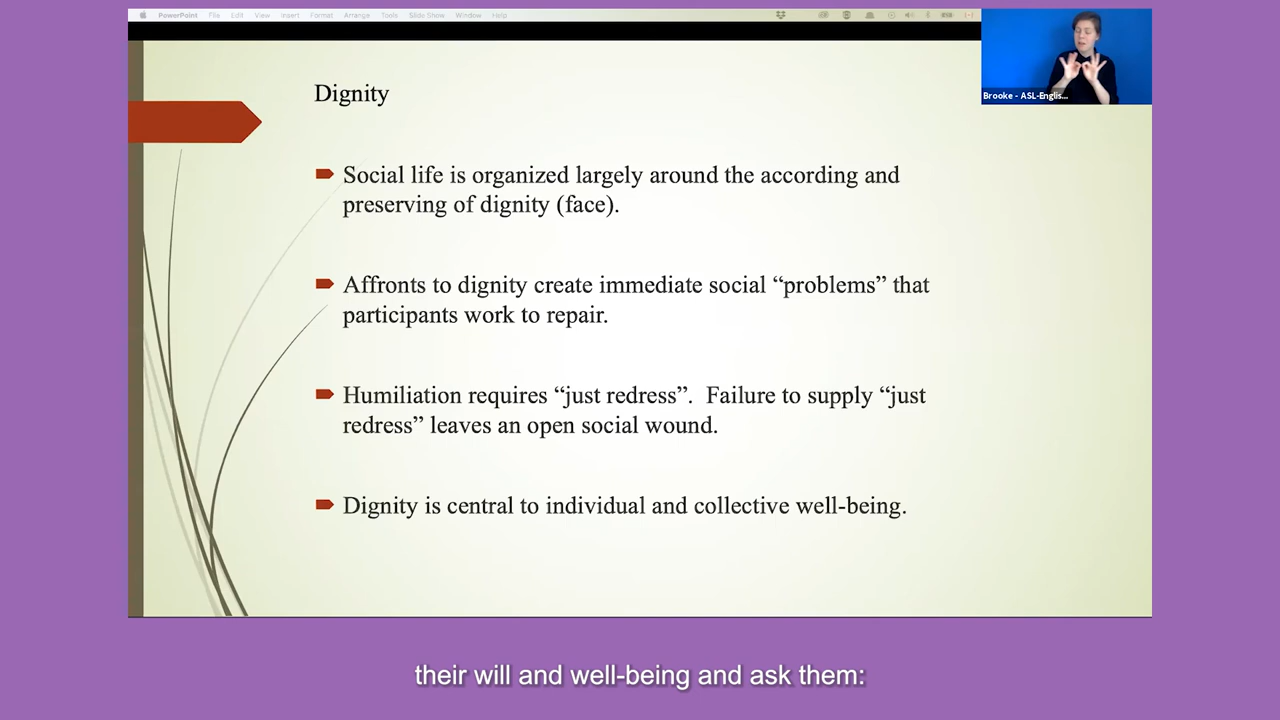 PowerPoint File Edit View Insert Format Arrange Tools Slide Show Window Help
Brooke - ASL-Englis...
Dignity
Social life is organized largely around the according and
preserving of dignity (face).
Affronts to dignity create immediate social “problems” that
participants work to repair.
Humiliation requires “just redress”.  Failure to supply “just
redress” leaves an open social wound.
Dignity is central to individual and collective well-being.
their will and well-being and ask them: